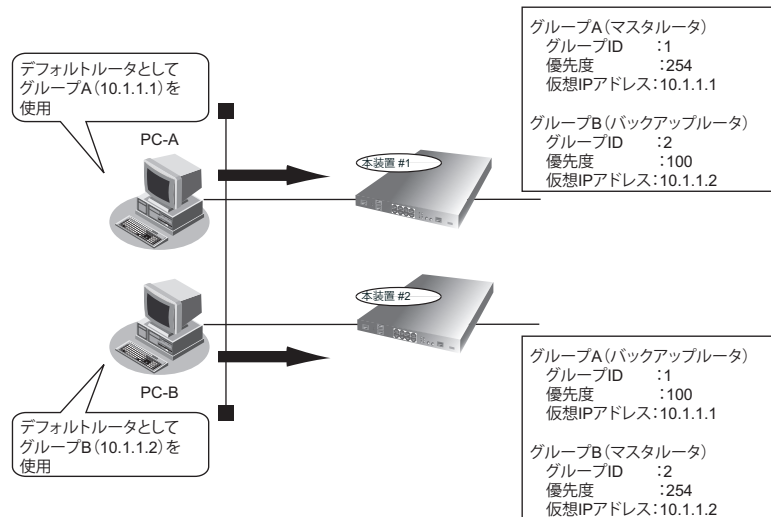 グループA（マスタルータ）
グループID　：1
優先度　：254
仮想IPアドレス：10.1.1.1
グループB（バックアップルータ）
グループID　：2
優先度　：100
仮想IPアドレス：10.1.1.2
デフォルトルータとして
グループA（10.1.1.1）を
使用
PC-A
本装置 #1
本装置 #2
PC-B
デフォルトルータとして
グループB（10.1.1.2）を
使用
グループA（バックアップルータ）
グループID　：1
優先度　：100
仮想IPアドレス：10.1.1.1
グループB（マスタルータ）
グループID　：2
優先度　：254
仮想IPアドレス：10.1.1.2